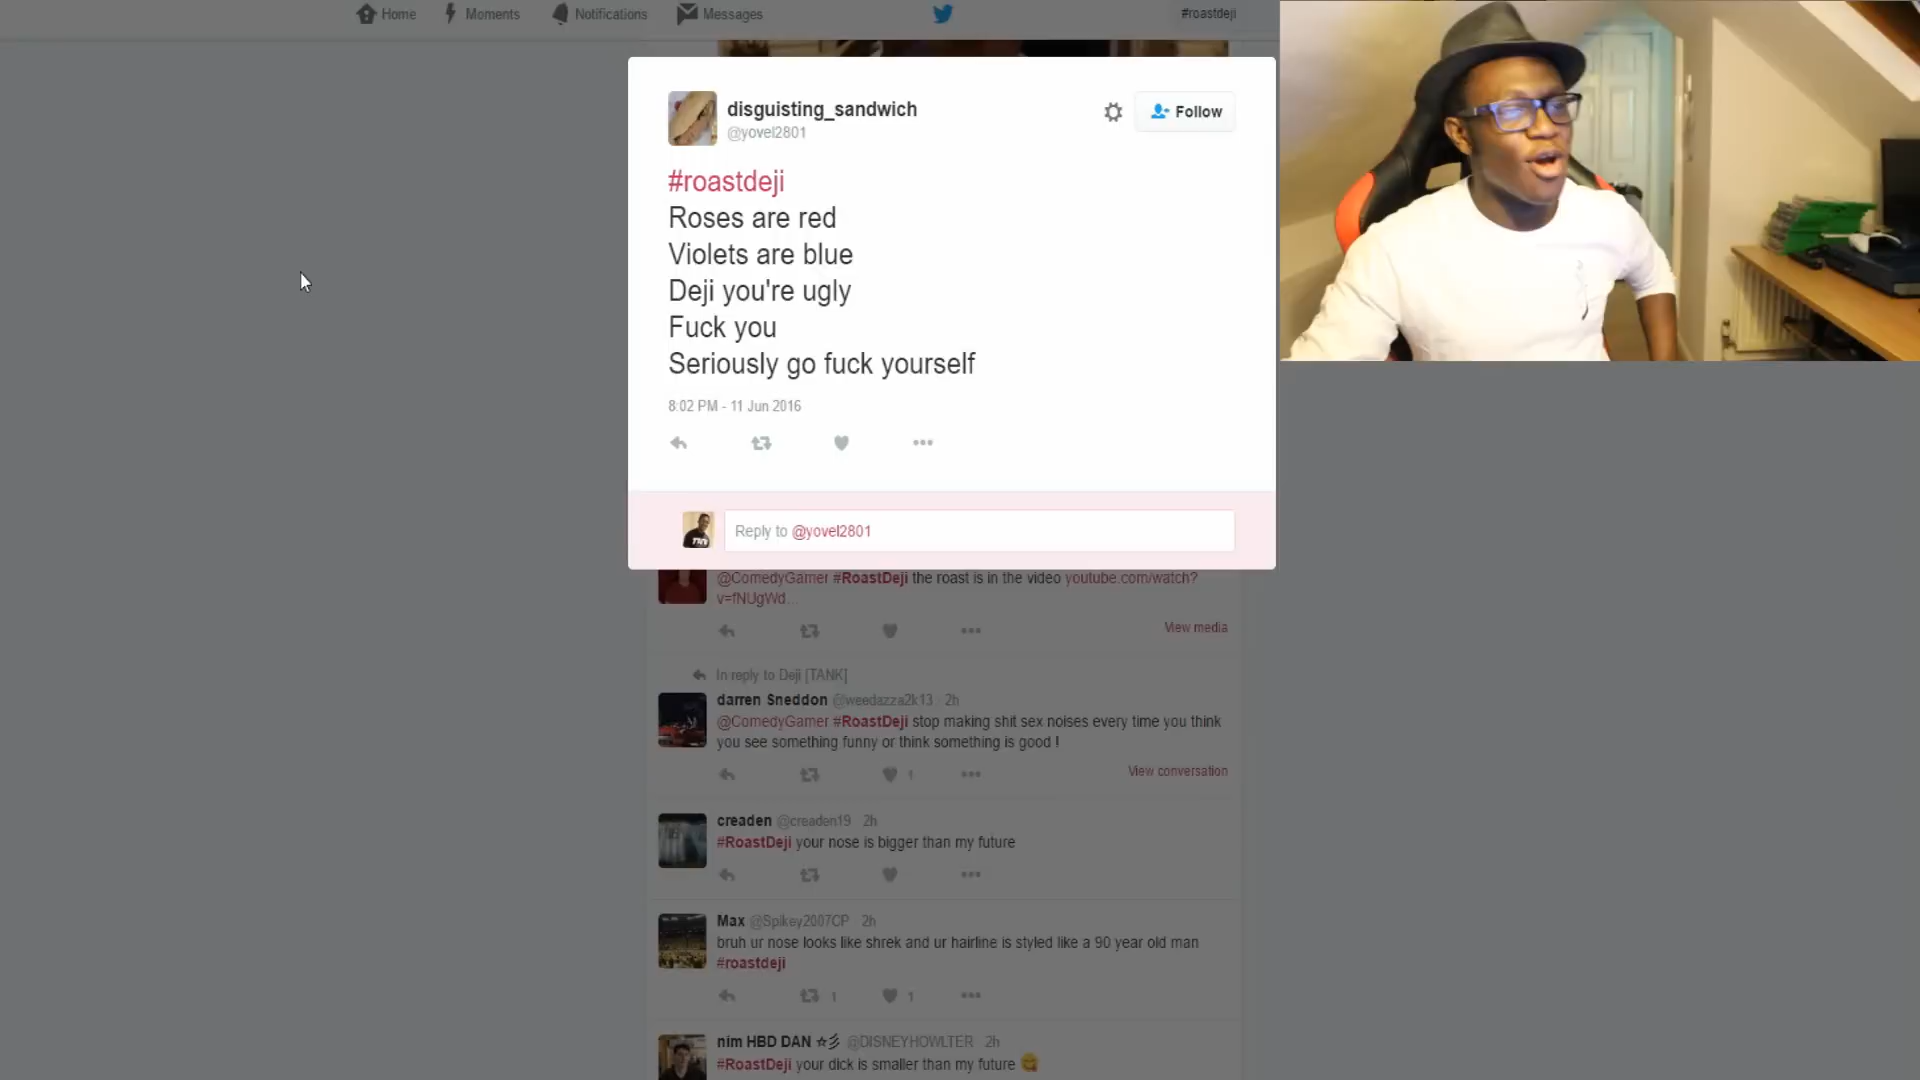 Home Moments Notifications Messages #roastdeji
disguisting_sandwich
@yovel2801
Follow
#roastdeji
Roses are red
Violets are blue
Deji you're ugly
Fuck you
Seriously go fuck yourself
8:02 PM - 11 Jun 2016
Reply to @yovel2801
@ComedyGamer #RoastDeji the roast is in the video youtube.com/watch?
v=fNUgWd...
View media
In reply to Deji [TANK]
darren Sneddon @weedazza2k13 · 2h
@ComedyGamer #RoastDeji stop making shit sex noises every time you think
you see something funny or think something is good !
1
View conversation
creaden @creaden19 · 2h
#RoastDeji your nose is bigger than my future
Max @Spikey2007CP · 2h
bruh ur nose looks like shrek and ur hairline is styled like a 90 year old man
#roastdeji
1 1
nim HBD DAN ☆彡 @DISNEYHOWLTER · 2h
#RoastDeji your dick is smaller than my future 😋